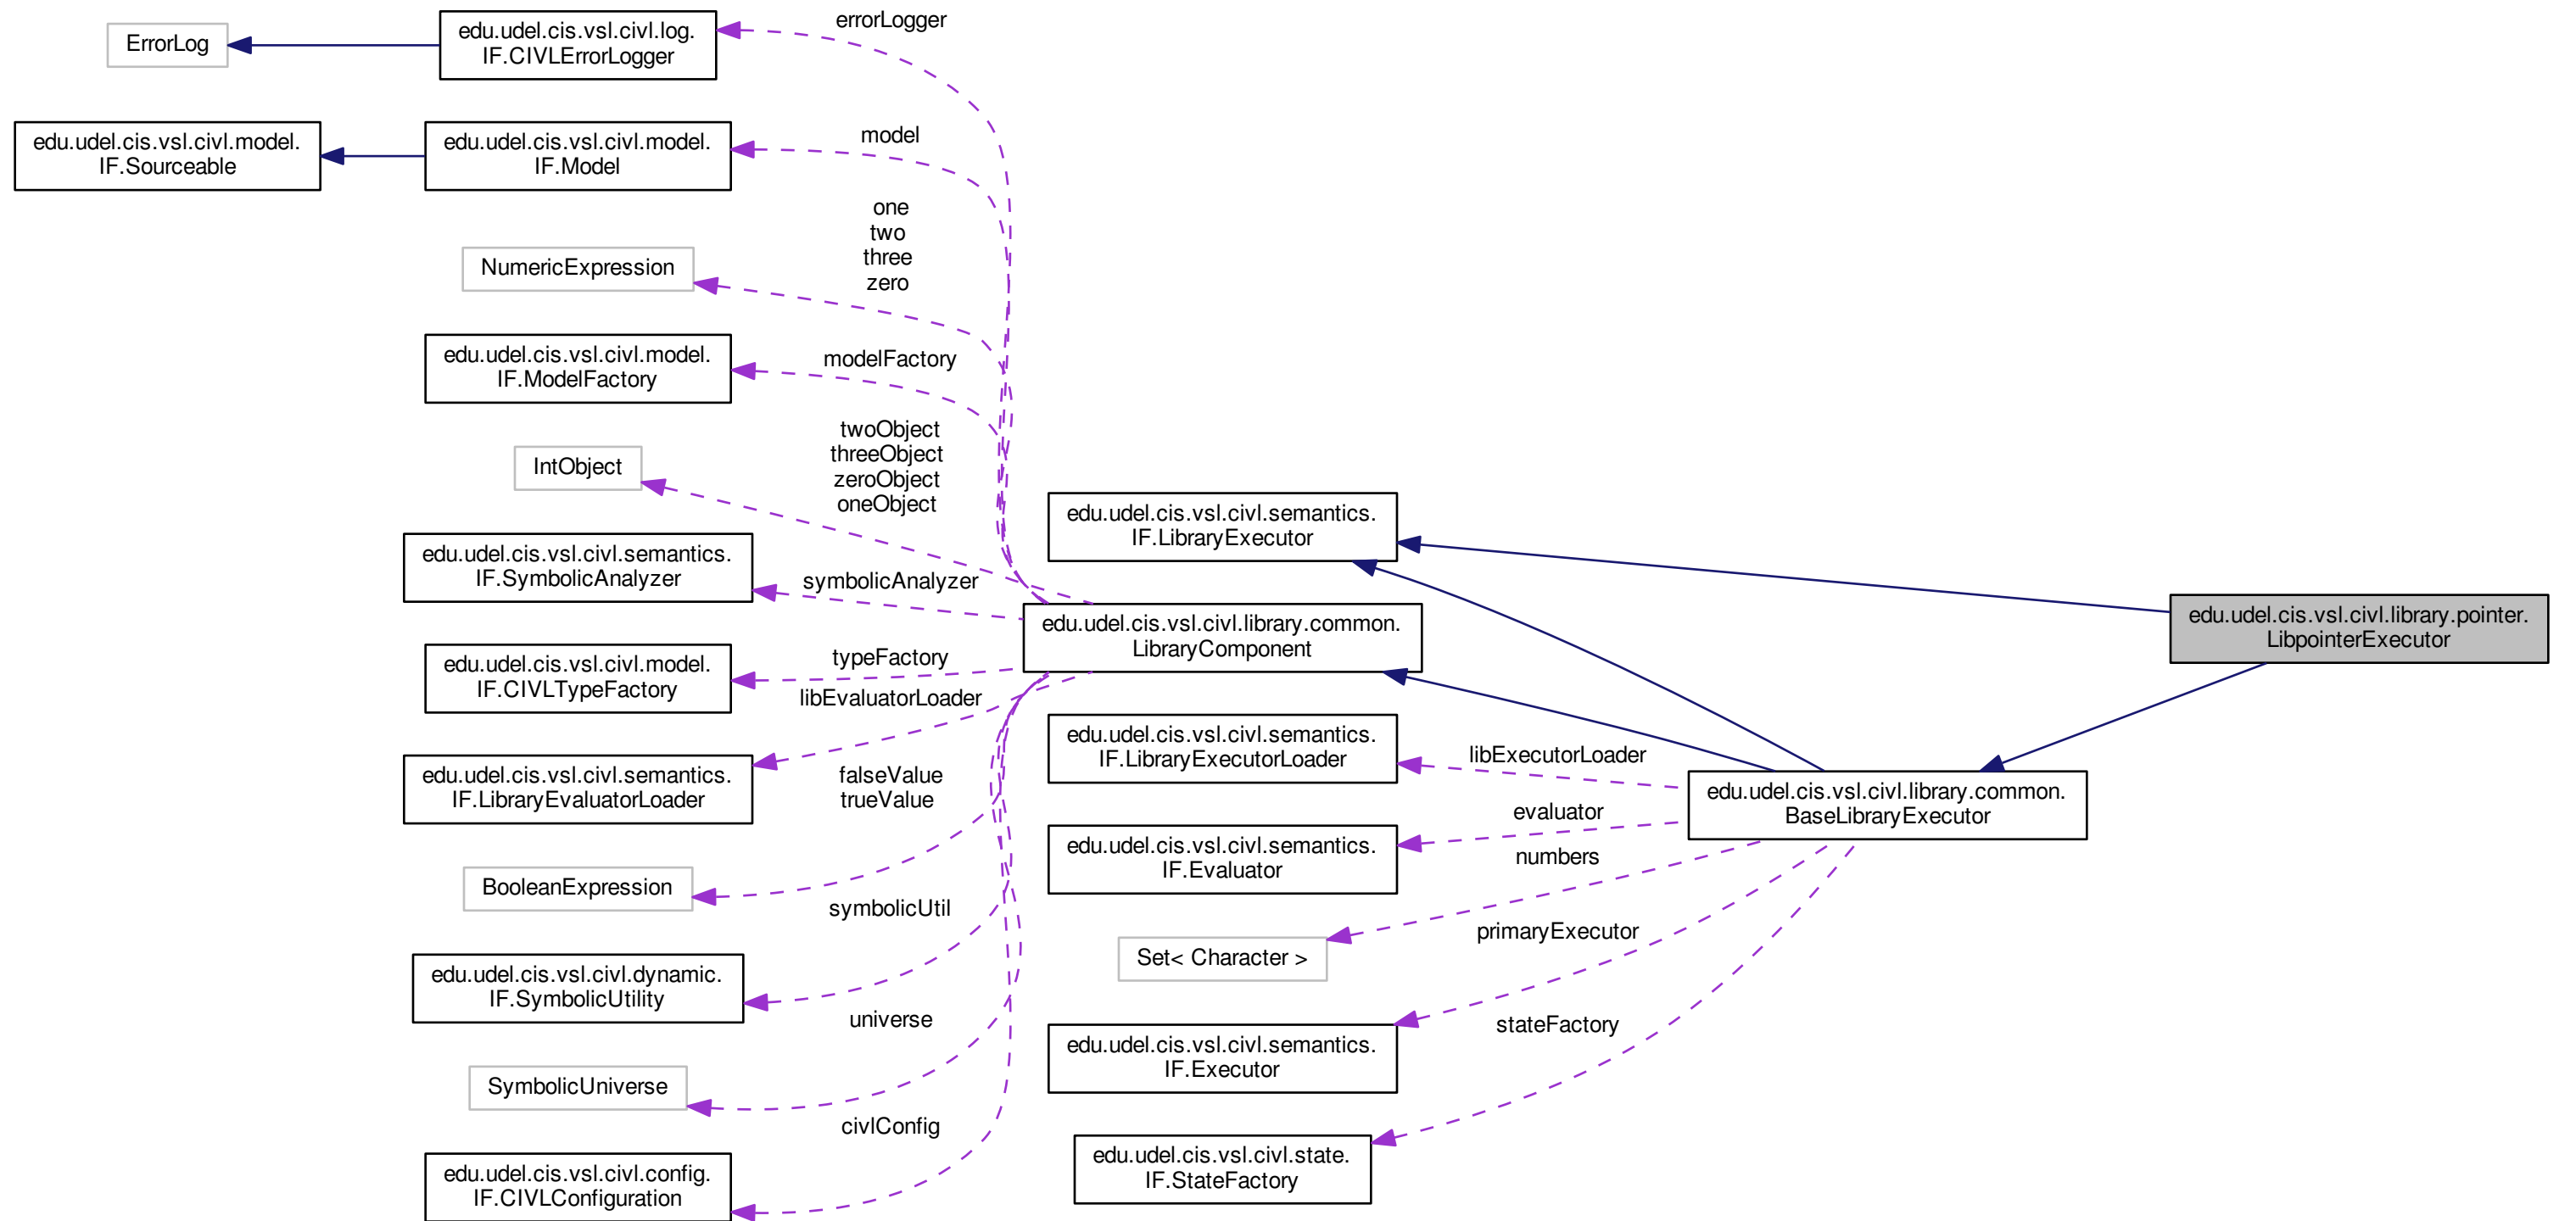 errorLogger
ErrorLog
edu.udel.cis.vsl.civl.log.
IF.CIVLErrorLogger
model
edu.udel.cis.vsl.civl.model.
IF.Sourceable
edu.udel.cis.vsl.civl.model.
IF.Model
one
two
three
zero
NumericExpression
modelFactory
edu.udel.cis.vsl.civl.model.
IF.ModelFactory
twoObject
threeObject
zeroObject
oneObject
IntObject
edu.udel.cis.vsl.civl.semantics.
IF.SymbolicAnalyzer
symbolicAnalyzer
edu.udel.cis.vsl.civl.model.
IF.CIVLTypeFactory
typeFactory
libEvaluatorLoader
edu.udel.cis.vsl.civl.semantics.
IF.LibraryEvaluatorLoader
falseValue
trueValue
BooleanExpression
symbolicUtil
edu.udel.cis.vsl.civl.dynamic.
IF.SymbolicUtility
universe
SymbolicUniverse
civlConfig
edu.udel.cis.vsl.civl.config.
IF.CIVLConfiguration
edu.udel.cis.vsl.civl.semantics.
IF.LibraryExecutor
edu.udel.cis.vsl.civl.library.common.
LibraryComponent
edu.udel.cis.vsl.civl.semantics.
IF.LibraryExecutorLoader
edu.udel.cis.vsl.civl.semantics.
IF.Evaluator
Set< Character >
edu.udel.cis.vsl.civl.semantics.
IF.Executor
edu.udel.cis.vsl.civl.state.
IF.StateFactory
libExecutorLoader
evaluator
numbers
primaryExecutor
stateFactory
edu.udel.cis.vsl.civl.library.common.
BaseLibraryExecutor
edu.udel.cis.vsl.civl.library.pointer.
LibpointerExecutor